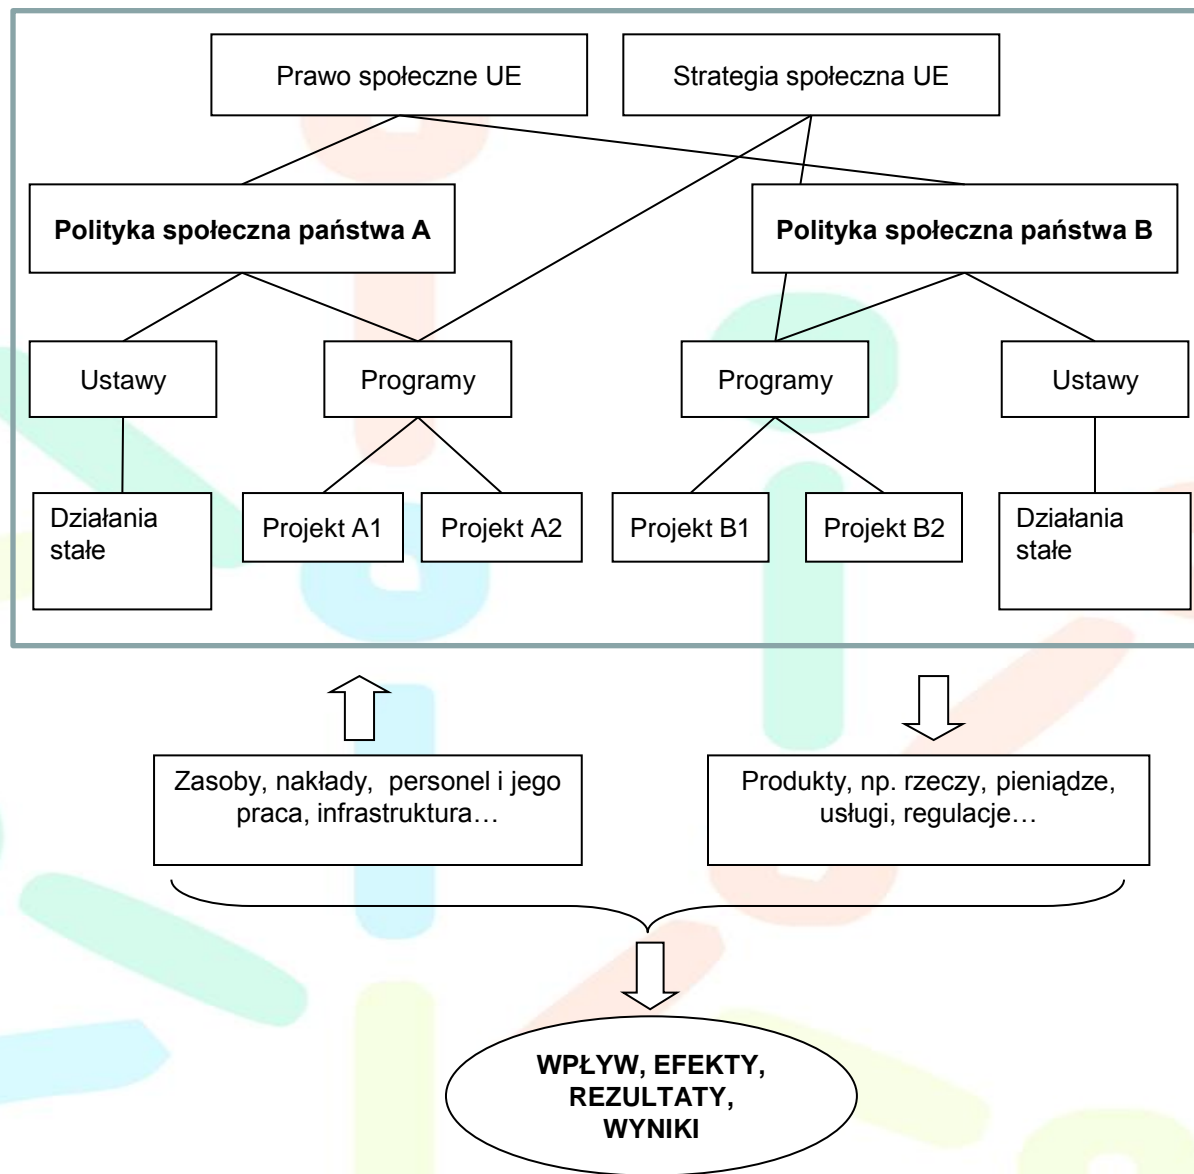 Prawo społeczne UE
Strategia społeczna UE
Polityka społeczna państwa A
Polityka społeczna państwa B
Ustawy
Programy
Programy
Ustawy
Działania
stałe
Projekt A1
Projekt A2
Projekt B1
Projekt B2
Działania
stałe
Zasoby, nakłady, personel i jego
praca, infrastruktura…
Produkty, np. rzeczy, pieniądze,
usługi, regulacje…
WPŁYW, EFEKTY,
REZULTATY,
WYNIKI